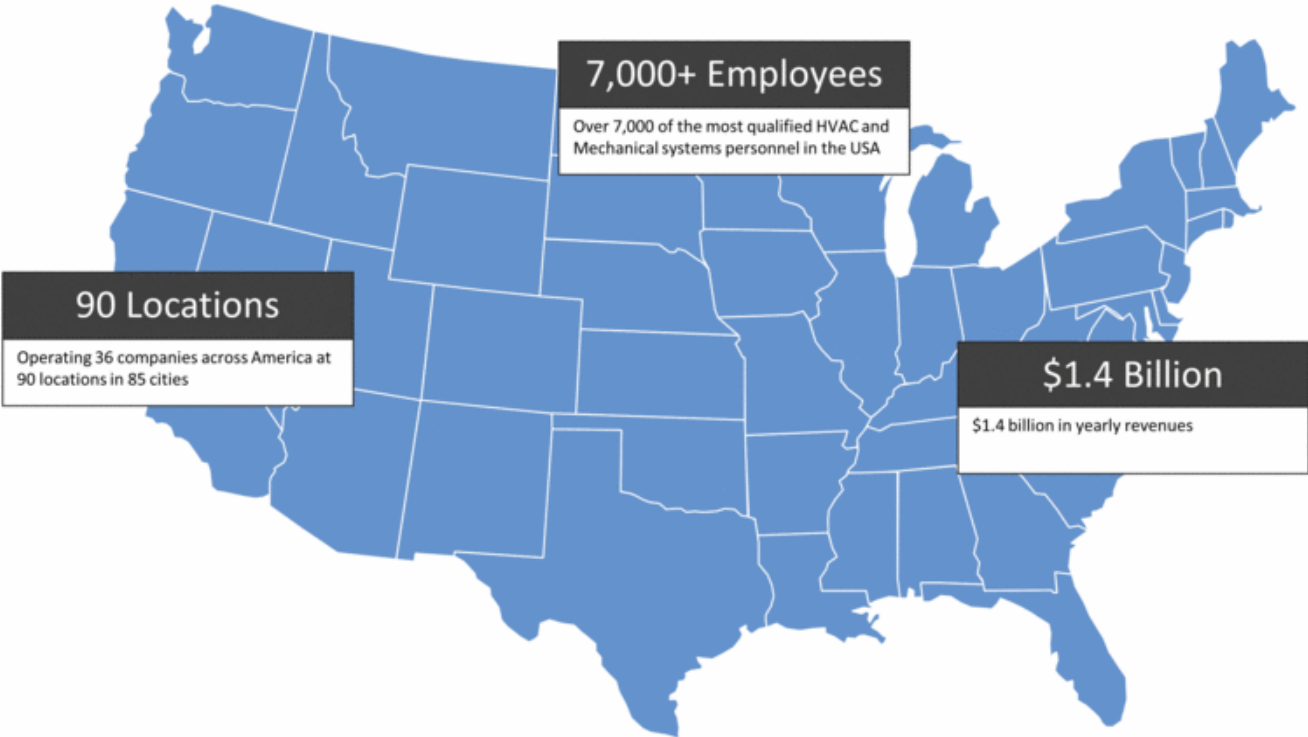 7,000+ Employees
Over 7,000 of the most qualified HVAC and
Mechanical systems personnel in the USA
90 Locations
Operating 36 companies across America at
90 locations in 85 cities
$1.4 Billion
$1.4 billion in yearly revenues